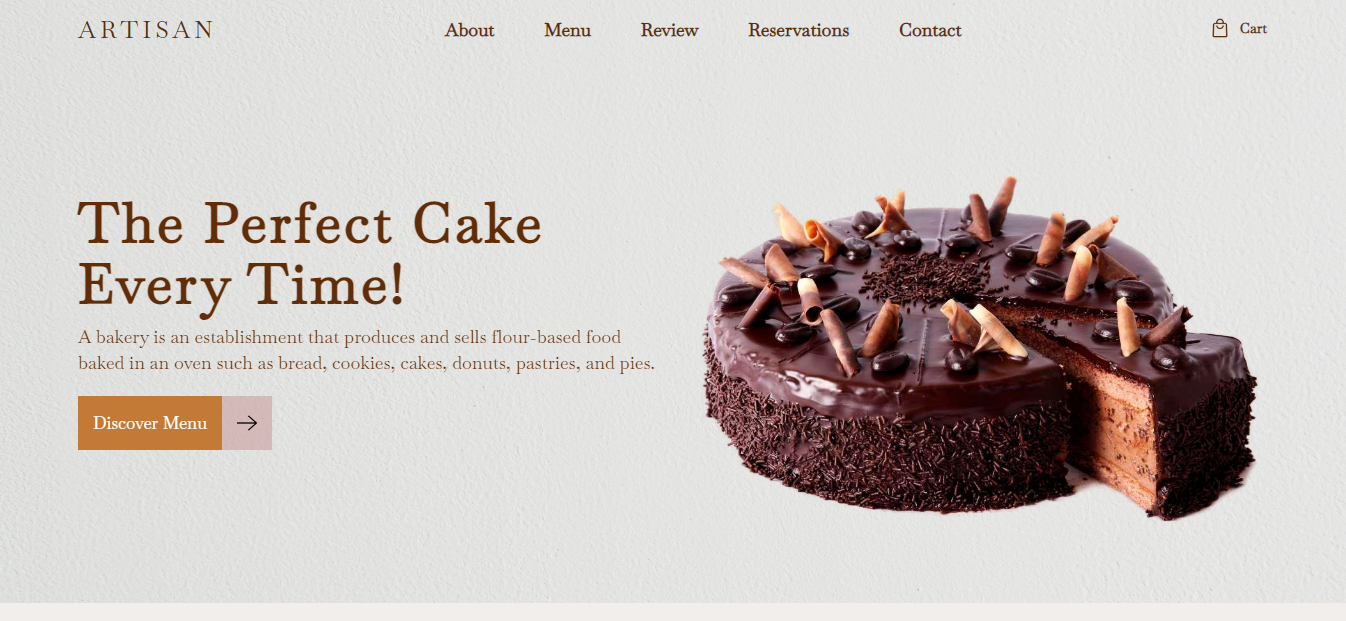 ARTISAN
About
Menu
Review
Reservations
Contact
Cart
The Perfect Cake
Every Time!
A bakery is an establishment that produces and sells flour-based food
baked in an oven such as bread, cookies, cakes, donuts, pastries, and pies.
Discover Menu